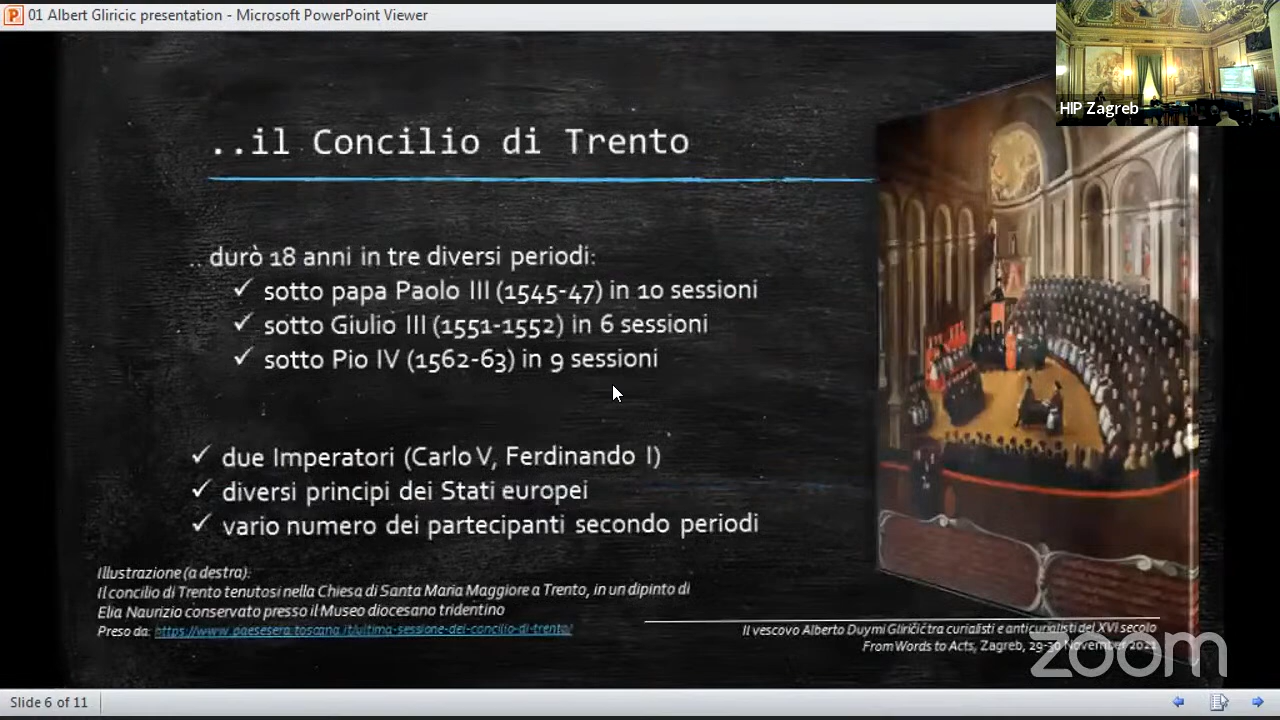 01 Albert Gliricic presentation - Microsoft PowerPoint Viewer
HIP Zagreb
..il Concilio di Trento
.. durò 18 anni in tre diversi periodi:
✓ sotto papa Paolo III (1545-47) in 10 sessioni
✓ sotto Giulio III (1551-1552) in 6 sessioni
✓ sotto Pio IV (1562-63) in 9 sessioni
✓ due Imperatori (Carlo V, Ferdinando I)
✓ diversi principi dei Stati europei
✓ vario numero dei partecipanti secondo periodi
Illustrazione (a destra):
Il concilio di Trento tenutosi nella Chiesa di Santa Maria Maggiore a Trento, in un dipinto di
Elia Naurizio conservato presso il Museo diocesano tridentino
Preso da: https://www.paesesera.toscana.it/ultima-sessione-del-concilio-di-trento/
Il vescovo Alberto Duymi Gliričić tra curialisti e anticurialisti del XVI secolo
From Words to Acts, Zagreb, 29-30 November 2021
zoom
Slide 6 of 11